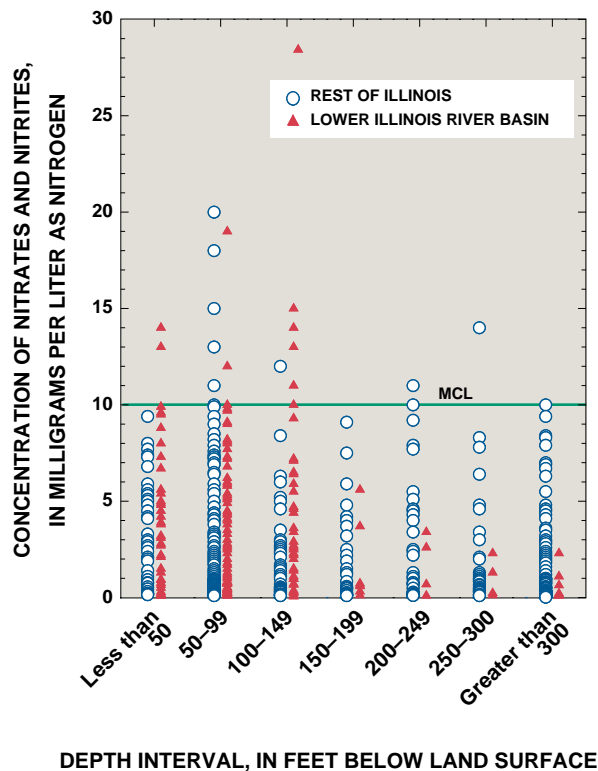 CONCENTRATION OF NITRATES AND NITRITES,
IN MILLIGRAMS PER LITER AS NITROGEN
30
25
20
15
10
5
0
REST OF ILLINOIS
LOWER ILLINOIS RIVER BASIN
MCL
Less than
50
50–99
100–149
150–199
200–249
250–300
Greater than
300
DEPTH INTERVAL, IN FEET BELOW LAND SURFACE